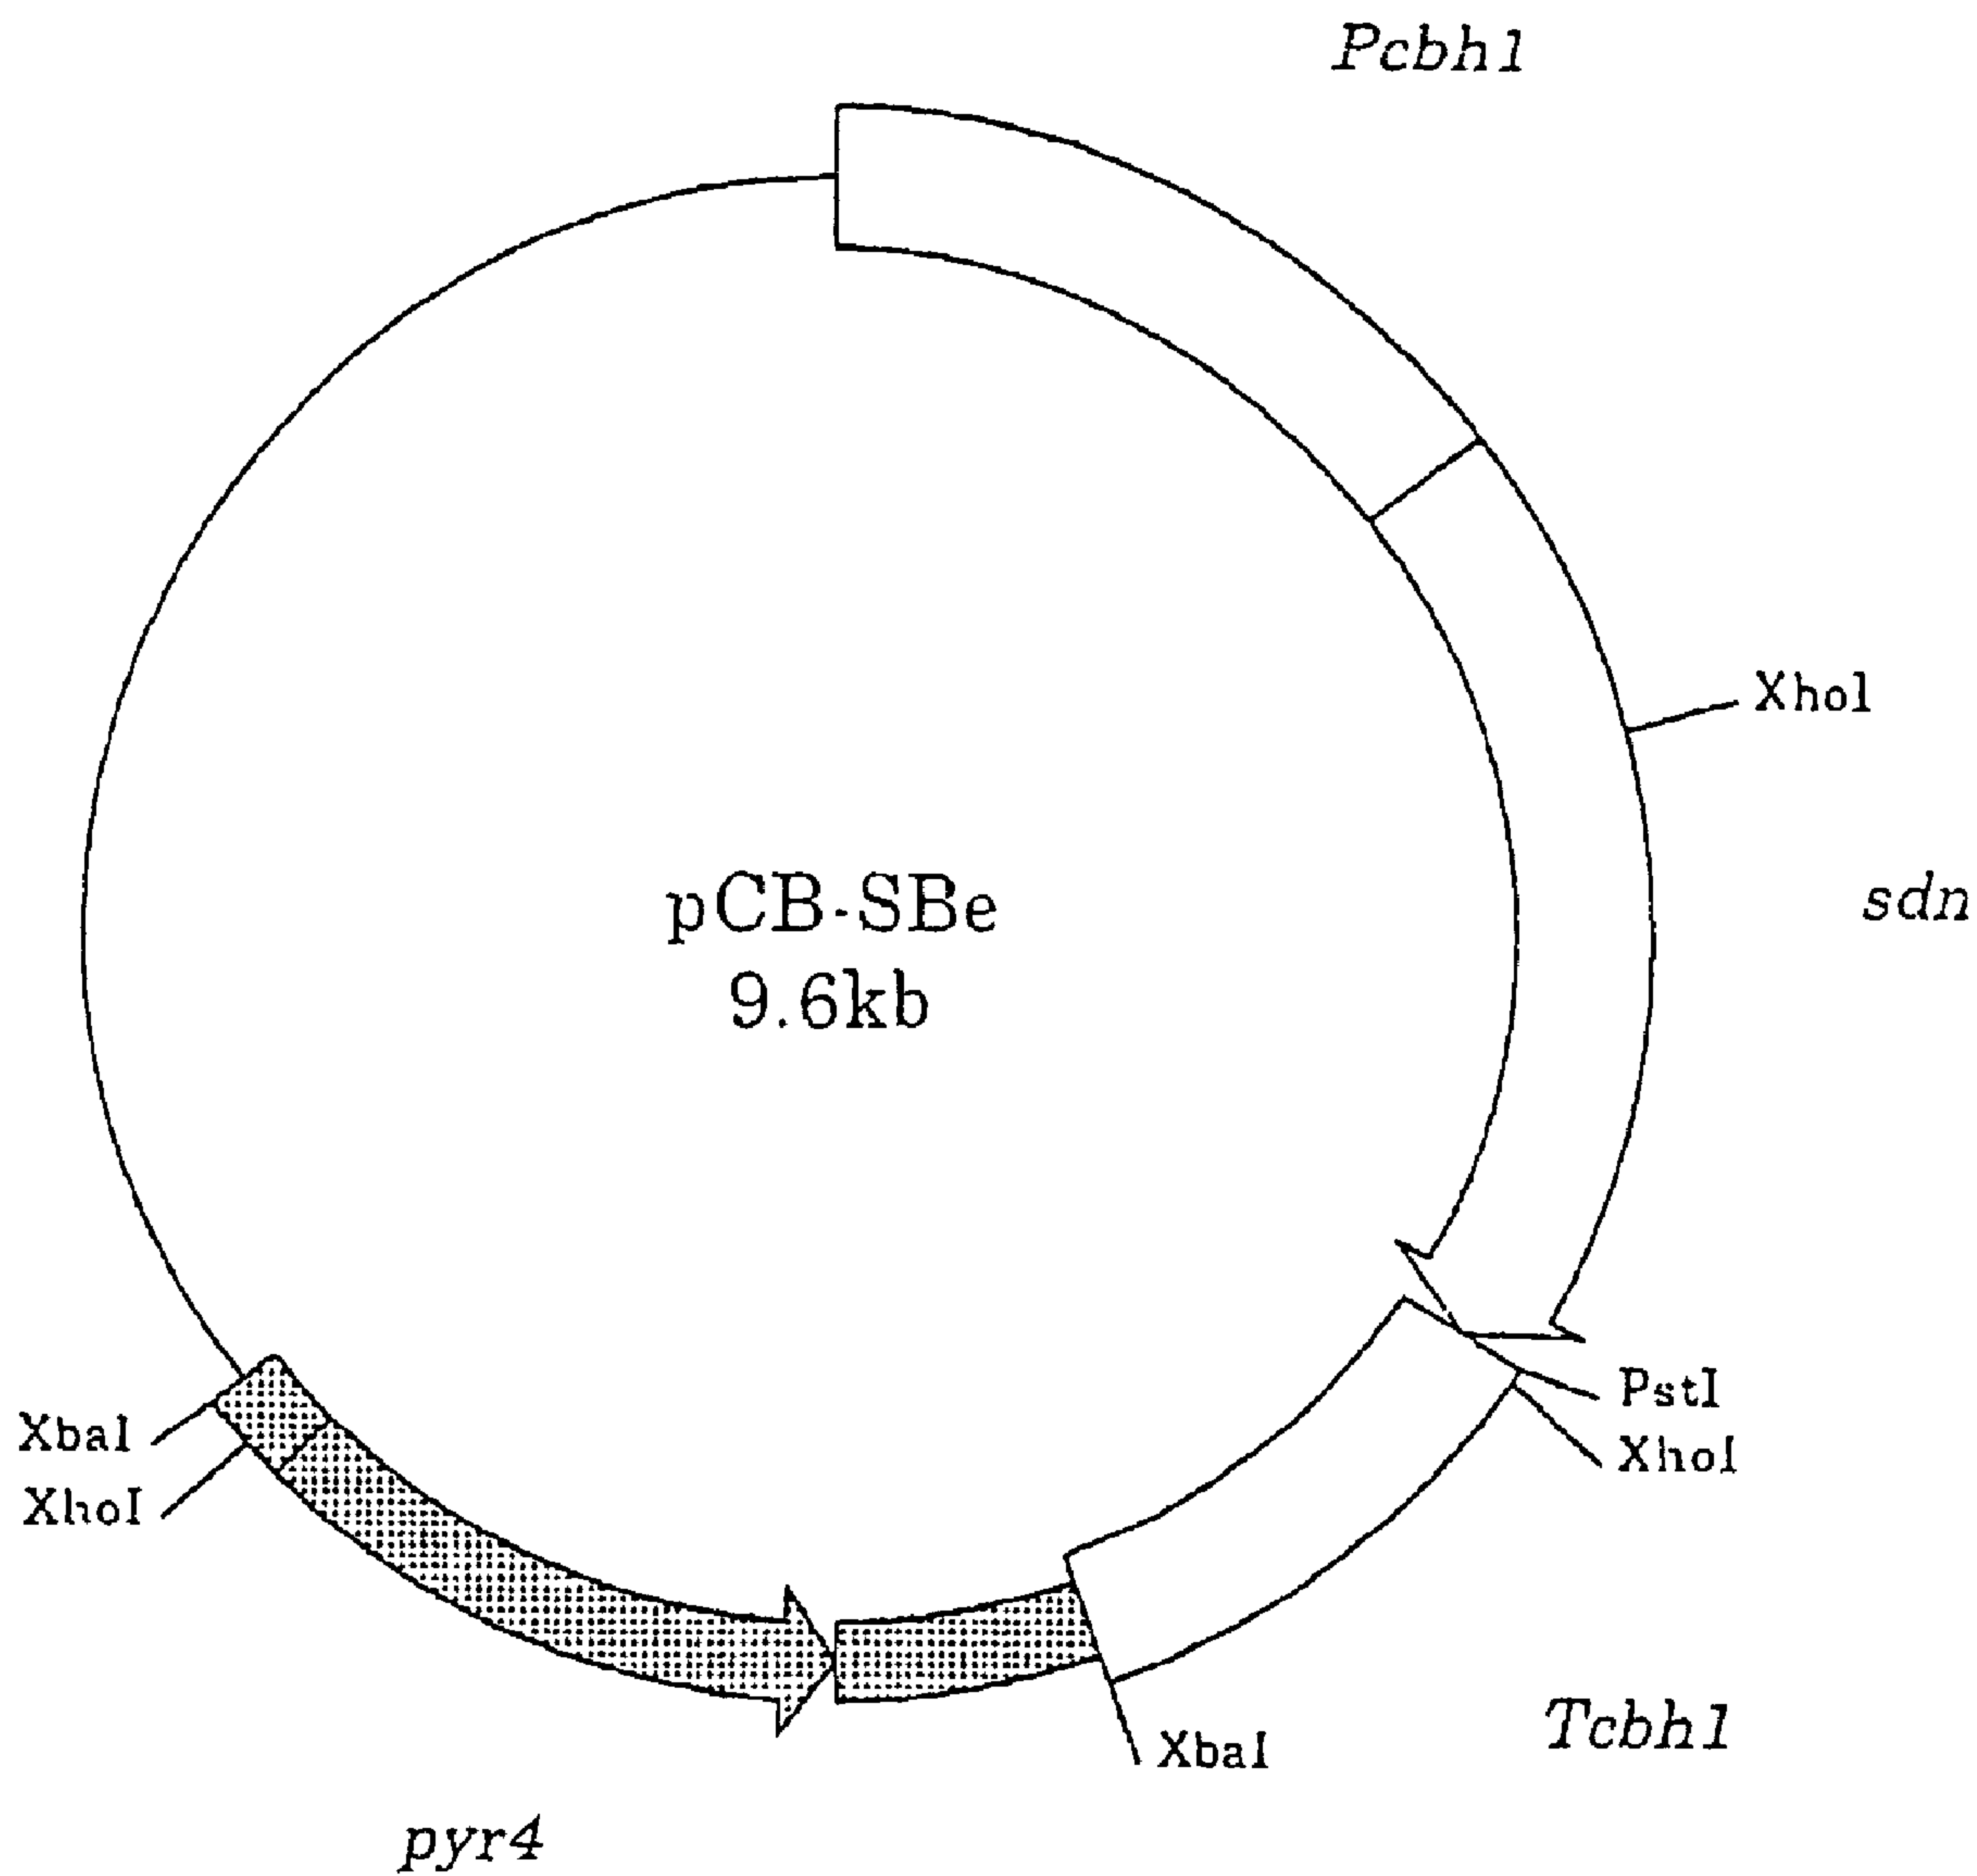 Pcbh1
XhoI
sdn
pCB-SBe
9.6kb
PstI
XhoI
XbaI
XhoI
Tcbh1
XbaI
pyr4